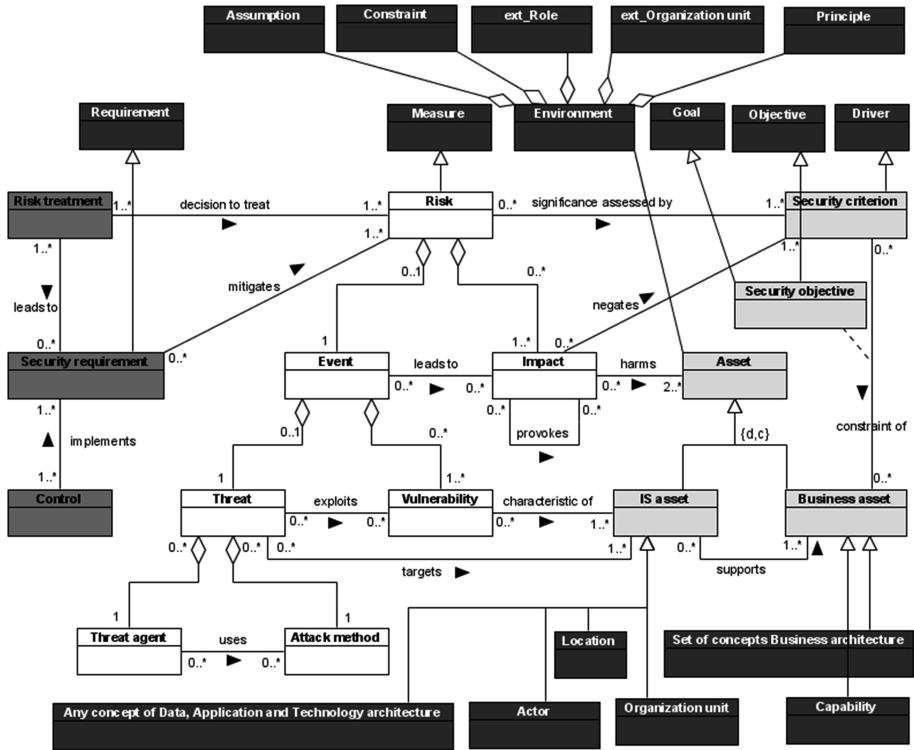 Assumption
Constraint
ext_Role
ext_Organization unit
Principle
Requirement
Measure
Environment
Goal
Objective
Driver
Risk treatment
1..*
decision to treat
1..*
Risk
0..*
significance assessed by
1..*
Security criterion
1..*
1..*
1..*
0..*
mitigates
0..1
0..*
leads to
negates
Security objective
0..*
0..*
1
1..*
0..*
Security requirement
Event
leads to
Impact
harms
Asset
0..*
0..*
0..*
2..*
1..*
0..1
0..*
0..*
0..*
provokes
{d,c}
constraint of
implements
1..*
1
1..*
0..*
Control
Threat
exploits
Vulnerability
characteristic of
IS asset
Business asset
0..*
0..*
0..*
1..*
0..*
0..*
0..*
1..*
0..*
1..*
targets
supports
1
1
Threat agent
uses
Attack method
0..*
0..*
Location
Set of concepts Business architecture
Any concept of Data, Application and Technology architecture
Actor
Organization unit
Capability